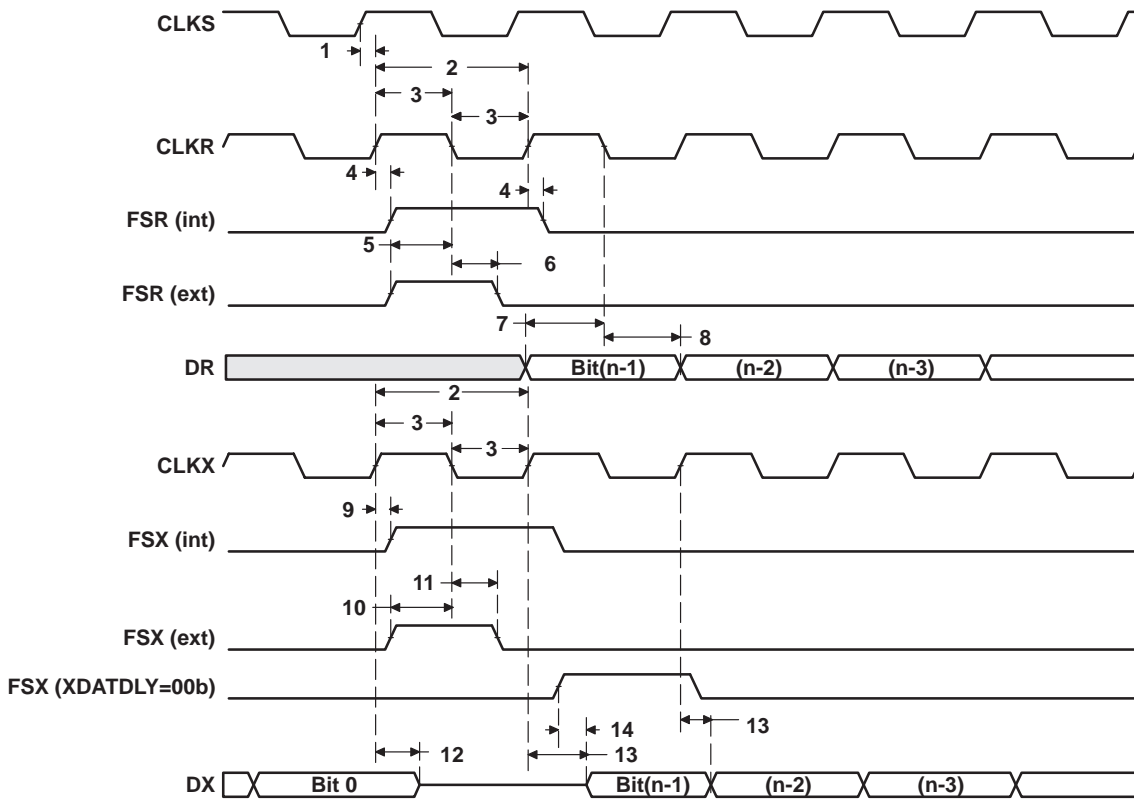 CLKS
1
2
3
3
CLKR
4
4
FSR (int)
5
6
FSR (ext)
7
8
DR
Bit(n-1)
(n-2)
(n-3)
2
3
3
CLKX
9
FSX (int)
11
10
FSX (ext)
FSX (XDATDLY=00b)
14
13
12
13
DX
Bit 0
Bit(n-1)
(n-2)
(n-3)